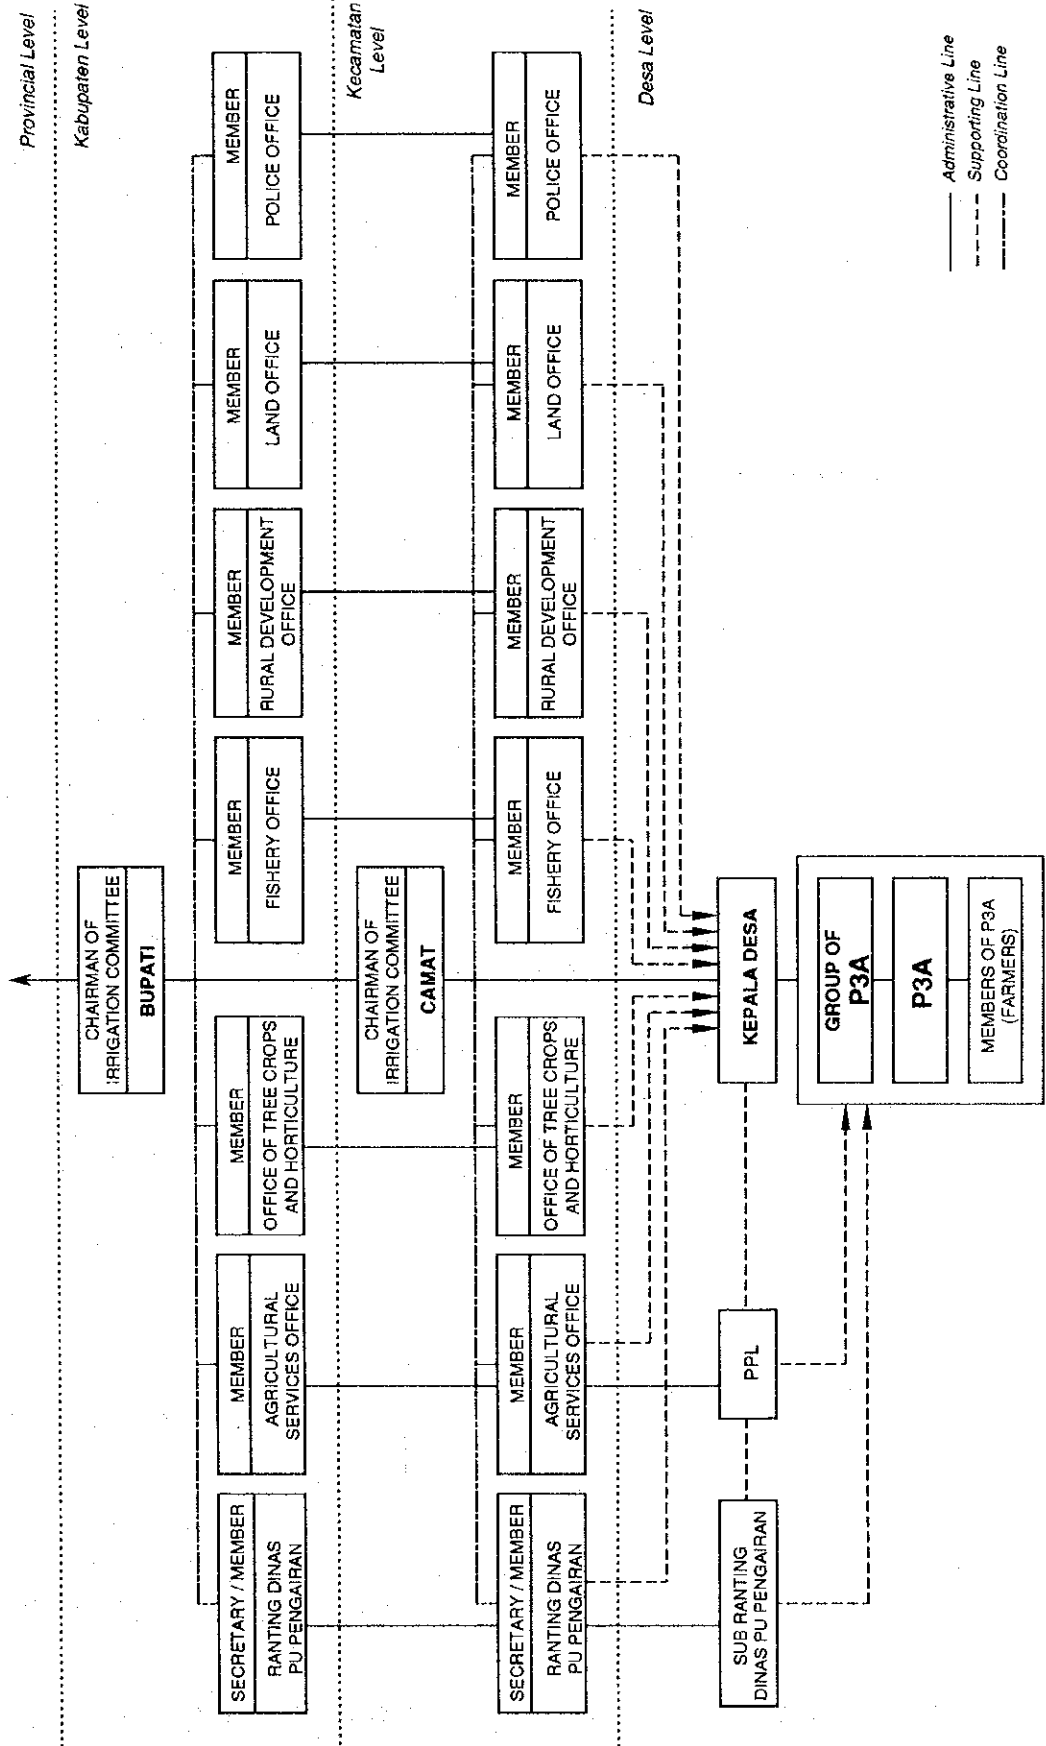 Provincial Level
Kabupaten Level
CHAIRMAN OF
IRRIGATION COMMITTEE
BUPATI
SECRETARY / MEMBER
RANTING DINAS
PU PENGAIRAN
MEMBER
AGRICULTURAL
SERVICES OFFICE
MEMBER
OFFICE OF TREE CROPS
AND HORTICULTURE
MEMBER
FISHERY OFFICE
MEMBER
RURAL DEVELOPMENT
OFFICE
MEMBER
LAND OFFICE
MEMBER
POLICE OFFICE
Kecamatan
Level
CHAIRMAN OF
IRRIGATION COMMITTEE
CAMAT
SECRETARY / MEMBER
RANTING DINAS
PU PENGAIRAN
MEMBER
AGRICULTURAL
SERVICES OFFICE
MEMBER
OFFICE OF TREE CROPS
AND HORTICULTURE
MEMBER
FISHERY OFFICE
MEMBER
RURAL DEVELOPMENT
OFFICE
MEMBER
LAND OFFICE
MEMBER
POLICE OFFICE
Desa Level
SUB RANTING
DINAS PU PENGAIRAN
PPL
KEPALA DESA
GROUP OF
P3A
P3A
MEMBERS OF P3A
(FARMERS)
Administrative Line
Supporting Line
Coordination Line